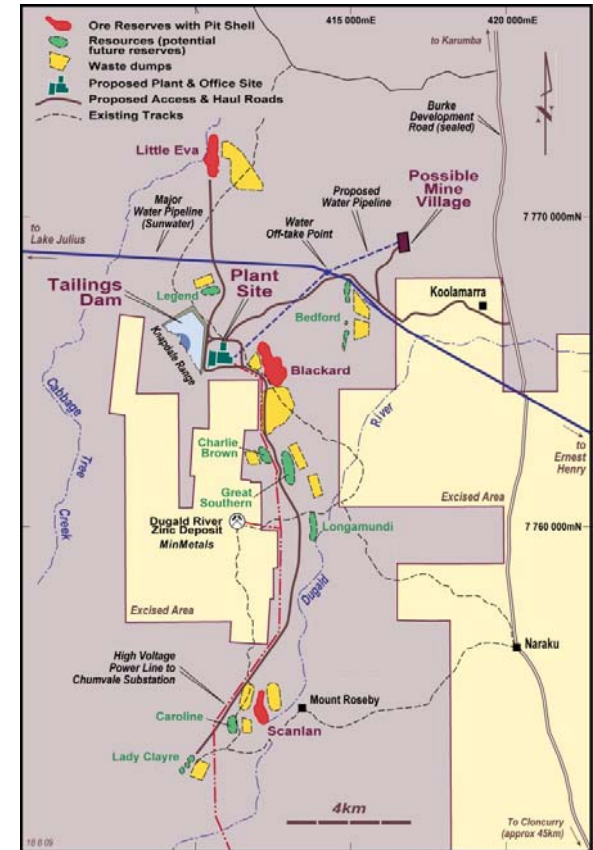 Ore Reserves with Pit Shell
Resources (potential
future reserves)
Waste dumps
Proposed Plant & Office Site
Proposed Access & Haul Roads
Existing Tracks
415 000mE
420 000mE
to Karumba
Burke
Development
Road (sealed)
N
Little Eva
Possible
Mine
Village
Major
Water Pipeline
(Sunwater)
Proposed
Water Pipeline
Water
Off-take Point
7 770 000mN
to
Lake Julius
Tailings
Dam
Legend
Plant
Site
Koolamarra
Bedford
Knapdale Range
Blackard
Cabbage
Tree
Creek
River
Charlie
Brown
to
Ernest
Henry
Great
Southern
Excised Area
Dugald River
Zinc Deposit
MinMetals
Longamundi
7 760 000mN
Dugald
Excised Area
Naraku
High Voltage
Power Line to
Chumvale Substation
Mount Roseby
Caroline
Scanlan
Lady Clayre
4km
To Cloncurry
(approx 45km)
18 6 09